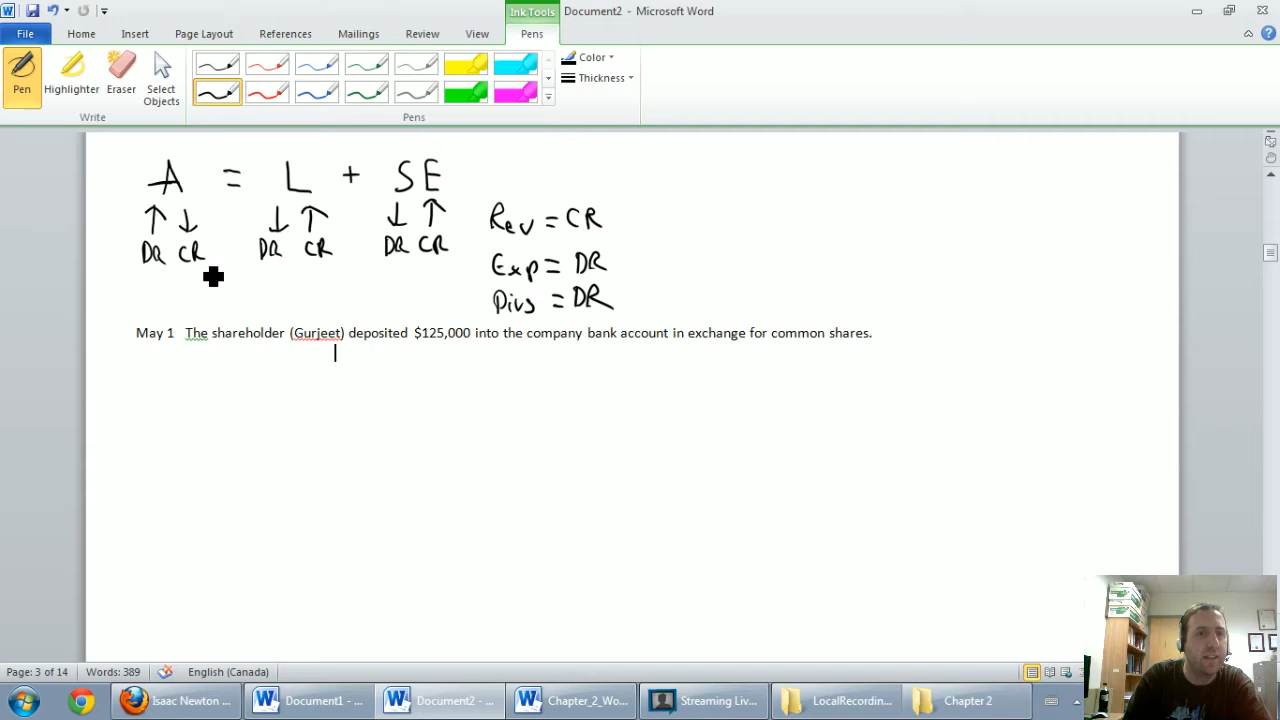 Document2 - Microsoft Word
Ink Tools
File Home Insert Page Layout References Mailings Review View Pens
Pen Highlighter Eraser Select Objects
Color
Thickness
Write Pens
A = L + SE
↑ ↓ ↓ ↑ ↓ ↑
DR CR DR CR DR CR
Rev = CR
Exp = DR
Divs = DR
May 1 The shareholder (Gurjeet) deposited $125,000 into the company bank account in exchange for common shares.
Page: 3 of 14 Words: 389 English (Canada)
Isaac Newton ... Document1 - ... Document2 - ... Chapter_2_Wo... Streaming Liv... LocalRecordin... Chapter 2